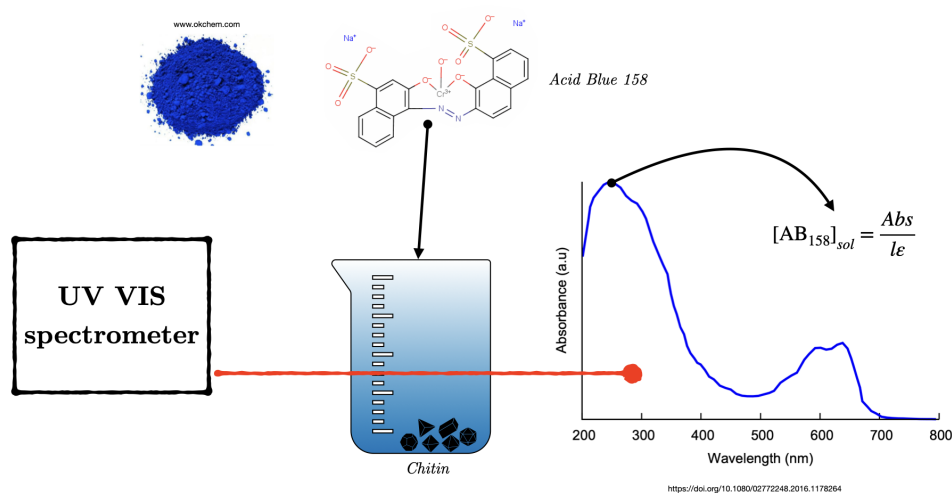 www.okchem.com
Na⁺
O⁻
O
S
O
O⁻
O⁻
Cr³⁺
N
N
O⁻
O⁻
S
O
O
Na⁺
Acid Blue 158
UV VIS
spectrometer
Chitin
[AB₁₅₈]ₛₒₗ = Abs / lε
Absorbance (a.u)
200 300 400 500 600 700 800
Wavelength (nm)
https://doi.org/10.1080/02772248.2016.1178264